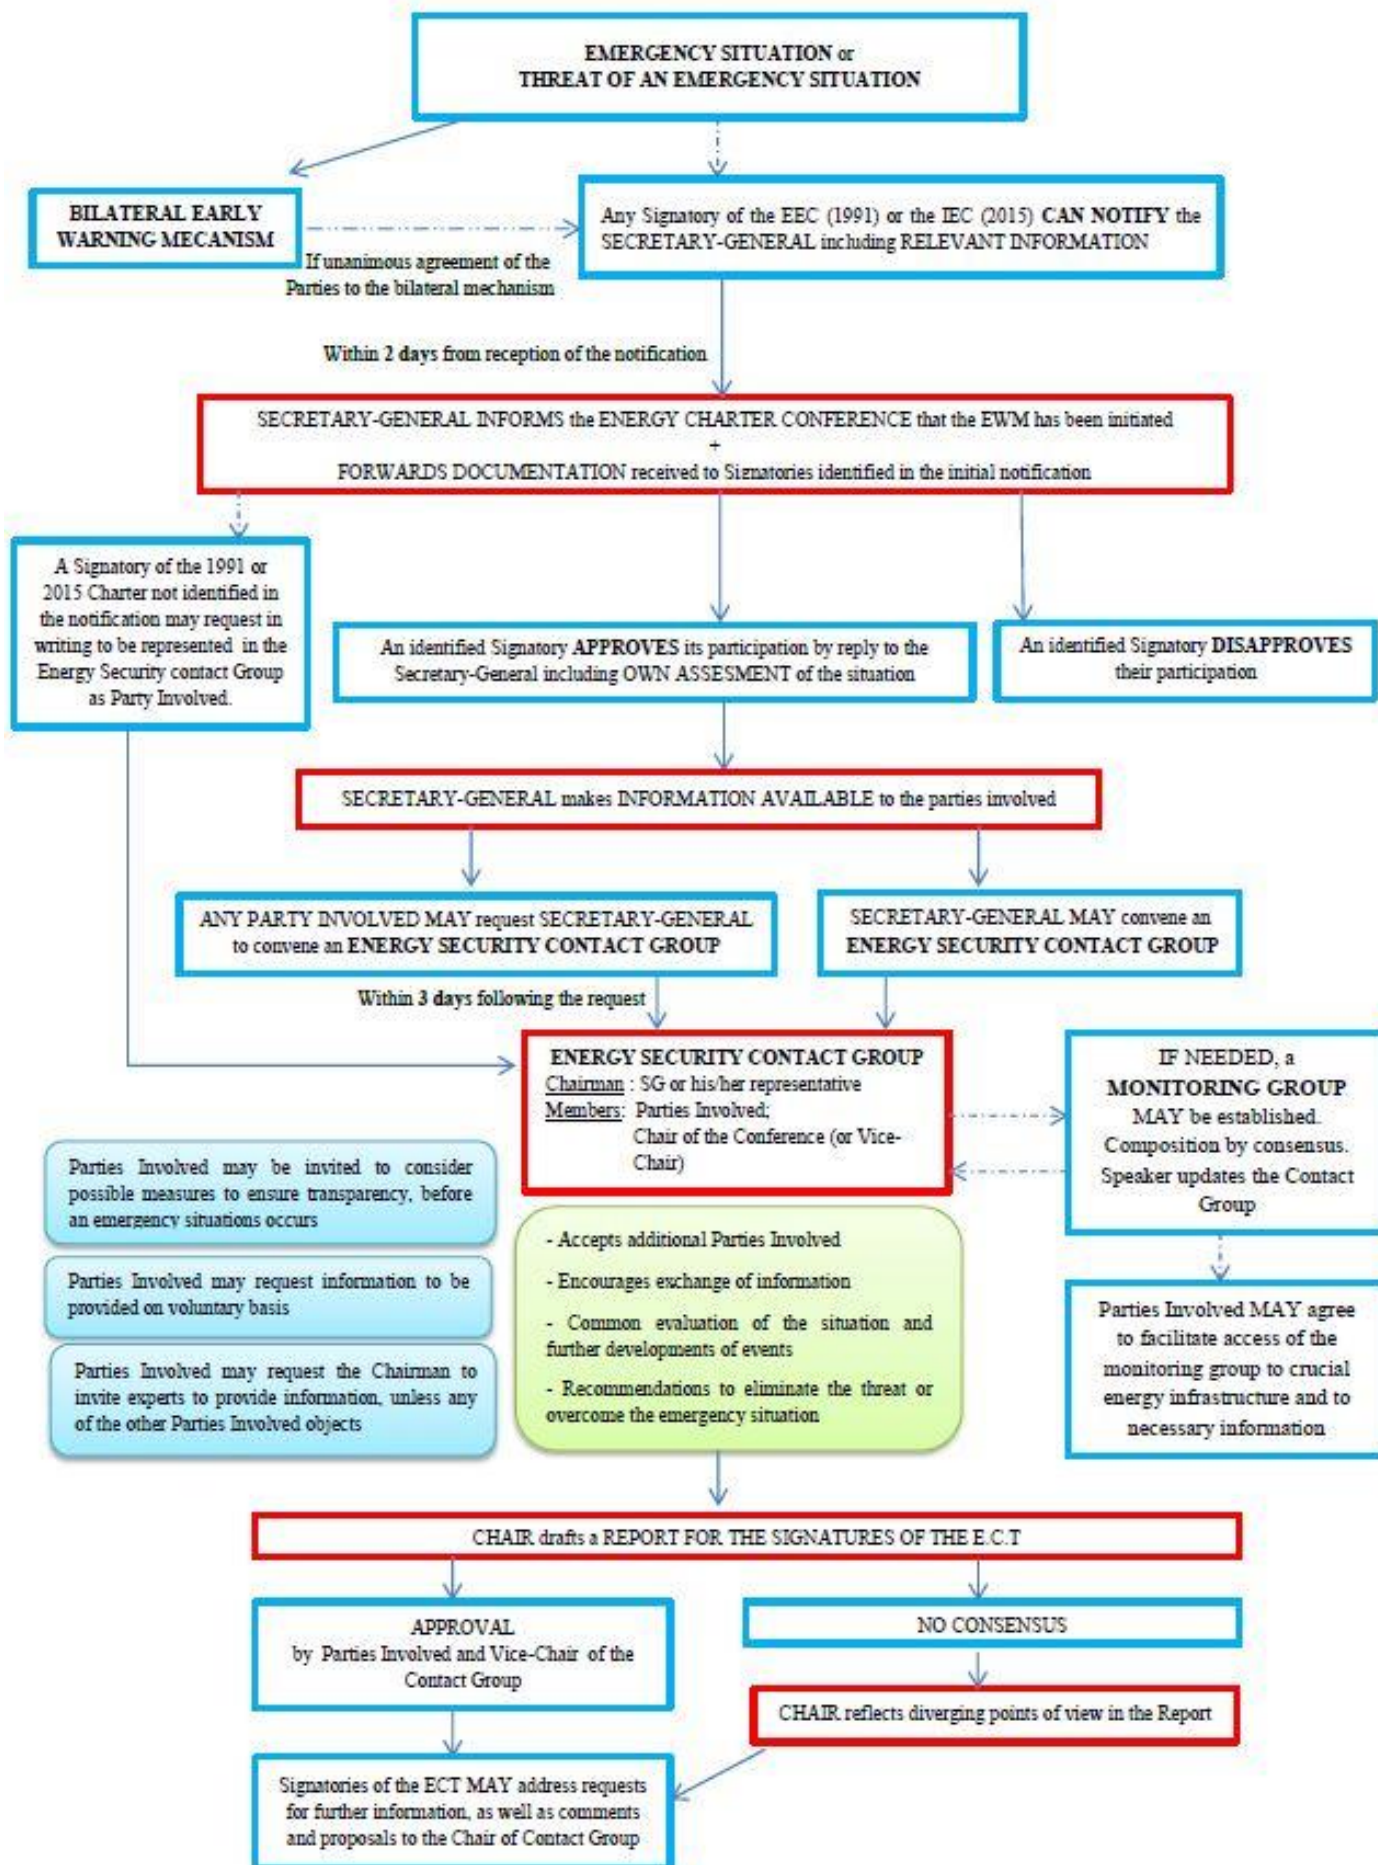 EMERGENCY SITUATION or
THREAT OF AN EMERGENCY SITUATION
BILATERAL EARLY
WARNING MECANISM
Any Signatory of the EEC (1991) or the IEC (2015) CAN NOTIFY the
SECRETARY-GENERAL including RELEVANT INFORMATION
If unanimous agreement of the
Parties to the bilateral mechanism
Within 2 days from reception of the notification
SECRETARY-GENERAL INFORMS the ENERGY CHARTER CONFERENCE that the EWM has been initiated
+
FORWARDS DOCUMENTATION received to Signatories identified in the initial notification
A Signatory of the 1991 or
2015 Charter not identified in
the notification may request in
writing to be represented in the
Energy Security contact Group
as Party Involved.
An identified Signatory APPROVES its participation by reply to the
Secretary-General including OWN ASSESMENT of the situation
An identified Signatory DISAPPROVES
their participation
SECRETARY-GENERAL makes INFORMATION AVAILABLE to the parties involved
ANY PARTY INVOLVED MAY request SECRETARY-GENERAL
to convene an ENERGY SECURITY CONTACT GROUP
SECRETARY-GENERAL MAY convene an
ENERGY SECURITY CONTACT GROUP
Within 3 days following the request
ENERGY SECURITY CONTACT GROUP
Chairman : SG or his/her representative
Members: Parties Involved;
Chair of the Conference (or Vice-
Chair)
IF NEEDED, a
MONITORING GROUP
MAY be established.
Composition by consensus.
Speaker updates the Contact
Group
Parties Involved may be invited to consider
possible measures to ensure transparency, before
an emergency situations occurs
Parties Involved may request information to be
provided on voluntary basis
Parties Involved may request the Chairman to
invite experts to provide information, unless any
of the other Parties Involved objects
- Accepts additional Parties Involved
- Encourages exchange of information
- Common evaluation of the situation and
further developments of events
- Recommendations to eliminate the threat or
overcome the emergency situation
Parties Involved MAY agree
to facilitate access of the
monitoring group to crucial
energy infrastructure and to
necessary information
CHAIR drafts a REPORT FOR THE SIGNATURES OF THE E.C.T
APPROVAL
by Parties Involved and Vice-Chair of the
Contact Group
NO CONSENSUS
CHAIR reflects diverging points of view in the Report
Signatories of the ECT MAY address requests
for further information, as well as comments
and proposals to the Chair of Contact Group